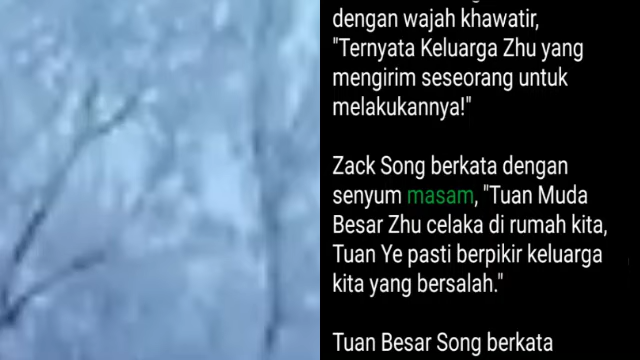 dengan wajah khawatir,
"Ternyata Keluarga Zhu yang
mengirim seseorang untuk
melakukannya!"
Zack Song berkata dengan
senyum masam, "Tuan Muda
Besar Zhu celaka di rumah kita,
Tuan Ye pasti berpikir keluarga
kita yang bersalah."
Tuan Besar Song berkata